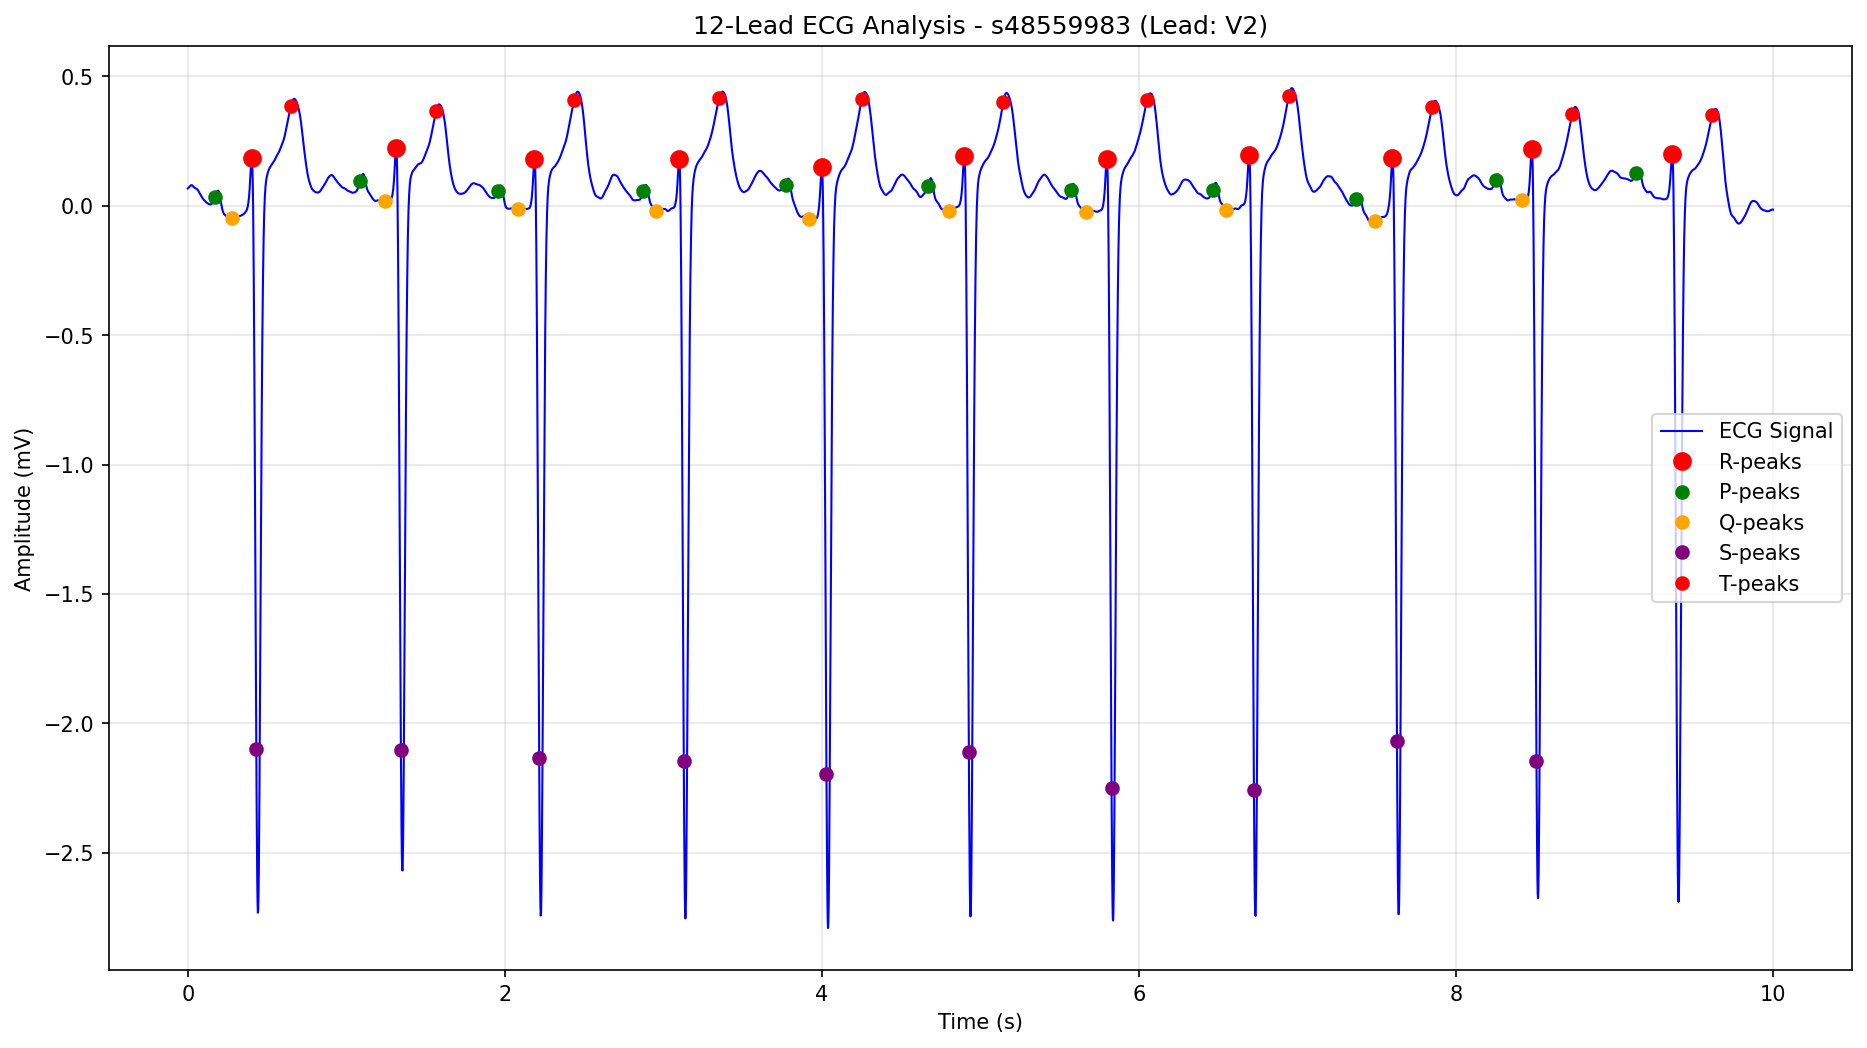 12-Lead ECG Analysis - s48559983 (Lead: V2)
0.5
0.0
−0.5
−1.0
−1.5
−2.0
−2.5
Amplitude (mV)
ECG Signal
R-peaks
P-peaks
Q-peaks
S-peaks
T-peaks
0 2 4 6 8 10
Time (s)